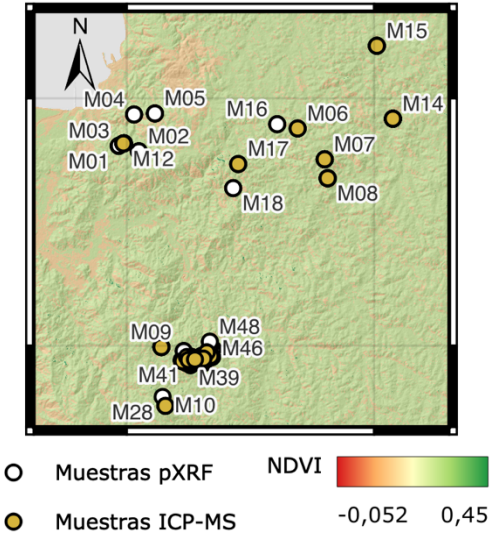 N
M15
M04 M05
M16 M06
M14
M03 M02
M01 M12
M17 M07
M08
M18
M09 M48
M46
M41 M39
M28 M10
Muestras pXRF
NDVI
Muestras ICP-MS
-0,052 0,45